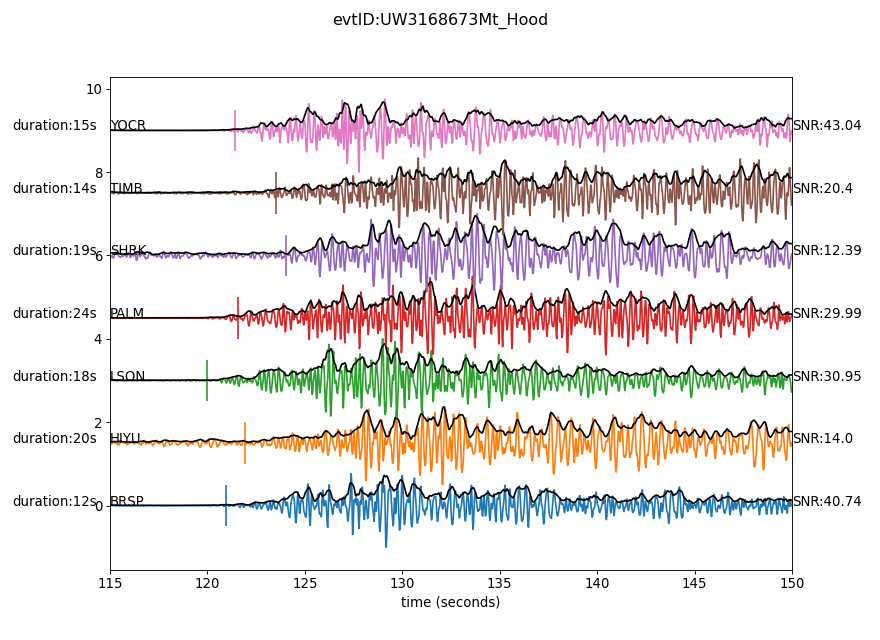 evtID:UW3168673Mt_Hood
10
duration:15s YOCR SNR:43.04
8
duration:14s TIMB SNR:20.4
duration:19s SHRK SNR:12.39
6
duration:24s PALM SNR:29.99
4
duration:18s LSON SNR:30.95
2
duration:20s HIYU SNR:14.0
duration:12s BRSP SNR:40.74
0
115 120 125 130 135 140 145 150
time (seconds)